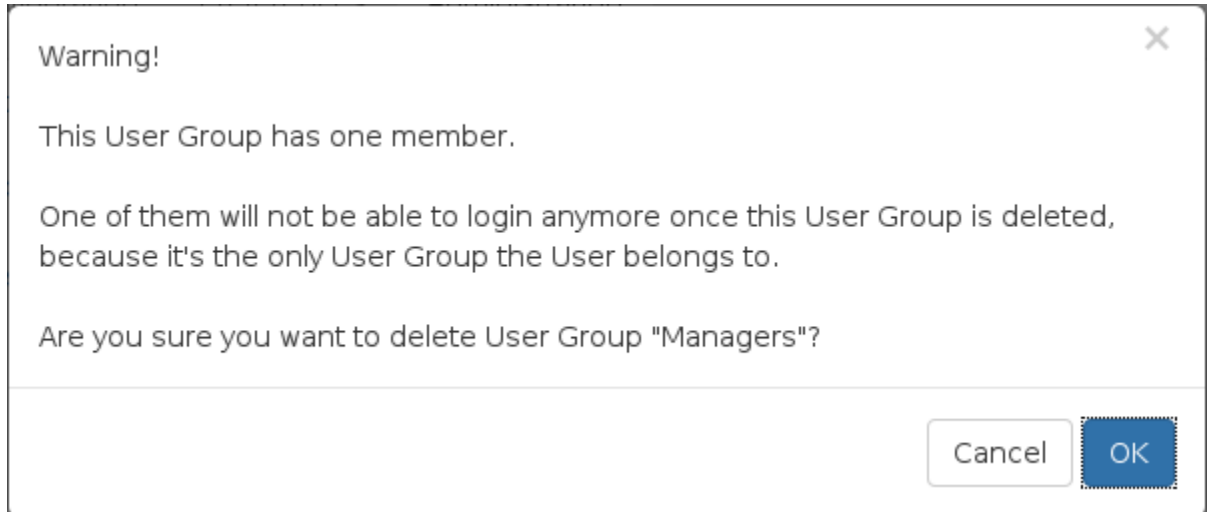 Warning!
This User Group has one member.
One of them will not be able to login anymore once this User Group is deleted,
because it's the only User Group the User belongs to.
Are you sure you want to delete User Group "Managers"?
Cancel
OK